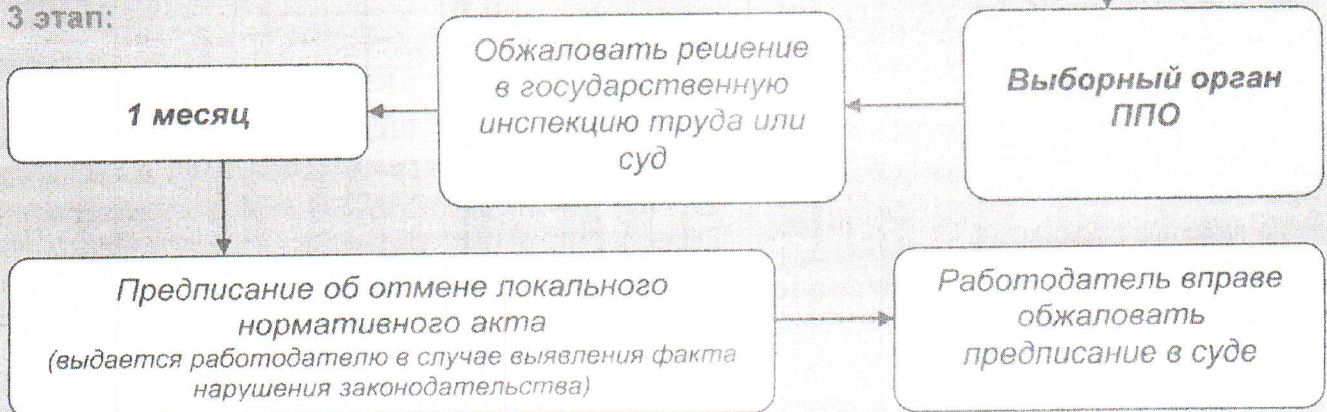 3 этап:
Обжаловать решение
в государственную
инспекцию труда или
суд
Выборный орган
ППО
1 месяц
Предписание об отмене локального
нормативного акта
(выдается работодателю в случае выявления факта
нарушения законодательства)
Работодатель вправе
обжаловать
предписание в суде